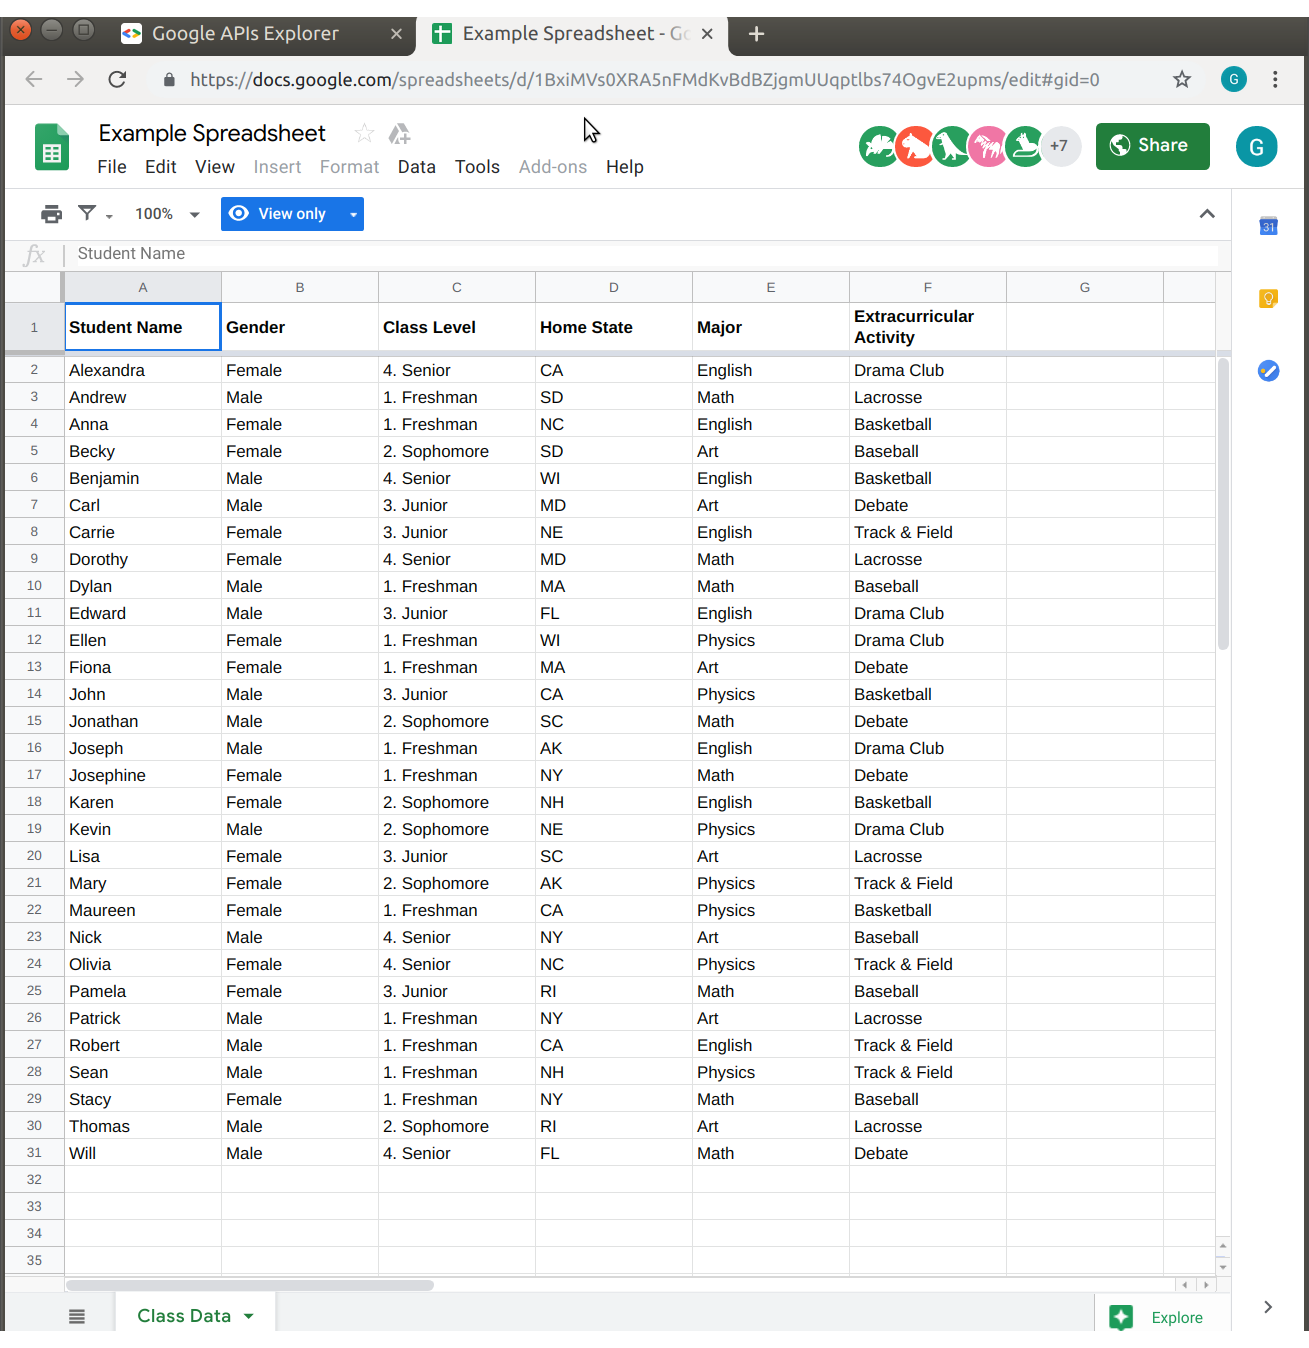 Google APIs Explorer
Example Spreadsheet - Go
https://docs.google.com/spreadsheets/d/1BxiMVs0XRA5nFMdKvBdBZjgmUUqptlbs74OgvE2upms/edit#gid=0
G
Example Spreadsheet
File Edit View Insert Format Data Tools Add-ons Help
+7
Share
G
100%
View only
31
fx
Student Name
A B C D E F G
1 Student Name Gender Class Level Home State Major Extracurricular
Activity
2 Alexandra Female 4. Senior CA English Drama Club
3 Andrew Male 1. Freshman SD Math Lacrosse
4 Anna Female 1. Freshman NC English Basketball
5 Becky Female 2. Sophomore SD Art Baseball
6 Benjamin Male 4. Senior WI English Basketball
7 Carl Male 3. Junior MD Art Debate
8 Carrie Female 3. Junior NE English Track & Field
9 Dorothy Female 4. Senior MD Math Lacrosse
10 Dylan Male 1. Freshman MA Math Baseball
11 Edward Male 3. Junior FL English Drama Club
12 Ellen Female 1. Freshman WI Physics Drama Club
13 Fiona Female 1. Freshman MA Art Debate
14 John Male 3. Junior CA Physics Basketball
15 Jonathan Male 2. Sophomore SC Math Debate
16 Joseph Male 1. Freshman AK English Drama Club
17 Josephine Female 1. Freshman NY Math Debate
18 Karen Female 2. Sophomore NH English Basketball
19 Kevin Male 2. Sophomore NE Physics Drama Club
20 Lisa Female 3. Junior SC Art Lacrosse
21 Mary Female 2. Sophomore AK Physics Track & Field
22 Maureen Female 1. Freshman CA Physics Basketball
23 Nick Male 4. Senior NY Art Baseball
24 Olivia Female 4. Senior NC Physics Track & Field
25 Pamela Female 3. Junior RI Math Baseball
26 Patrick Male 1. Freshman NY Art Lacrosse
27 Robert Male 1. Freshman CA English Track & Field
28 Sean Male 1. Freshman NH Physics Track & Field
29 Stacy Female 1. Freshman NY Math Baseball
30 Thomas Male 2. Sophomore RI Art Lacrosse
31 Will Male 4. Senior FL Math Debate
32
33
34
35
Class Data
Explore